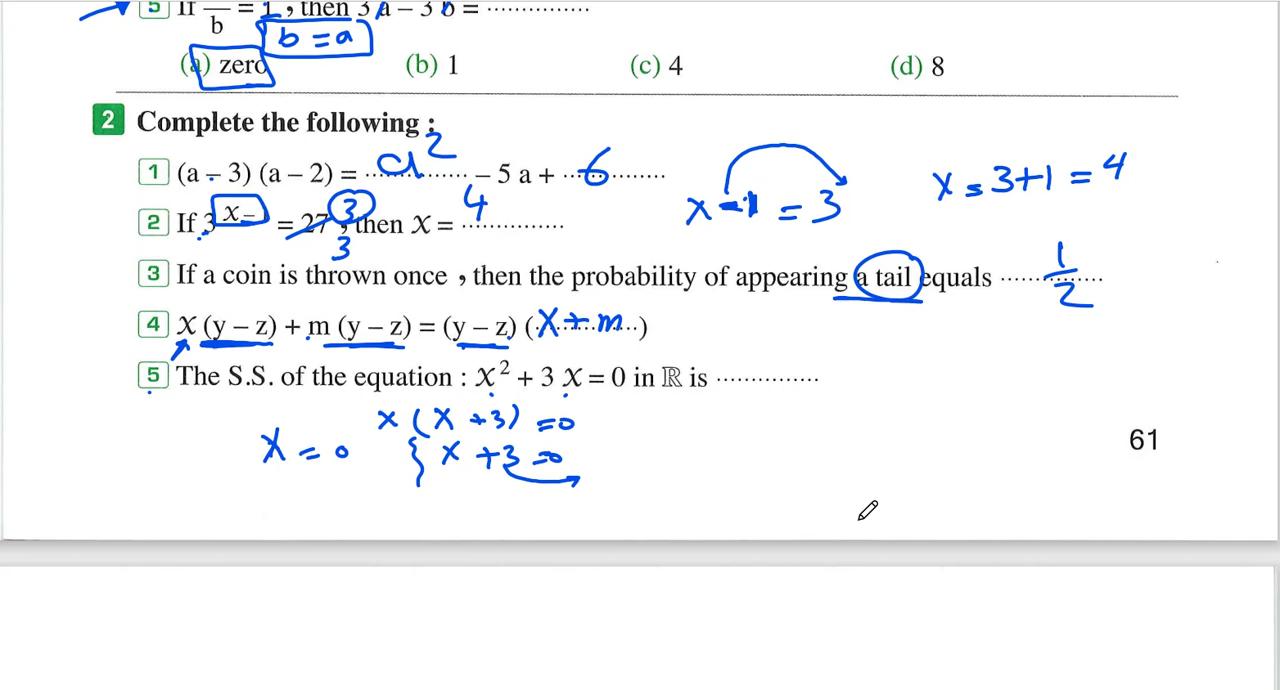 5 If — = 1 , then 3 a – 3 b = ...............
b
b = a
(a) zero (b) 1 (c) 4 (d) 8
2 Complete the following :
1 (a – 3) (a – 2) = a² – 5 a + 6
2 If 3 x – = 27 3 , then x = 4
3
x - 1 = 3
x = 3+1 = 4
3 If a coin is thrown once , then the probability of appearing a tail equals 1/2
4 x (y – z) + m (y – z) = (y – z) (x + m)
5 The S.S. of the equation : x² + 3 x = 0 in ℝ is ...............
x (x + 3) = 0
x = 0 { x + 3 = 0
61